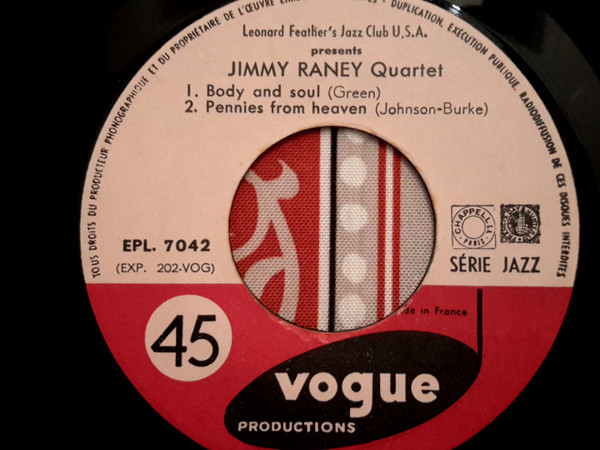 TOUS DROITS DU PRODUCTEUR PHONOGRAPHIQUE ET DU PROPRIÉTAIRE DE L'ŒUVRE
DUPLICATION, EXÉCUTION PUBLIQUE, RADIODIFFUSION DE CES DISQUES INTERDITES
Leonard Feather's Jazz Club U.S.A.
presents
JIMMY RANEY Quartet
1. Body and soul (Green)
2. Pennies from heaven (Johnson-Burke)
EPL. 7042
(EXP. 202-VOG)
CHAPPELL
PARIS
SÉRIE JAZZ
de in France
45
vogue
PRODUCTIONS